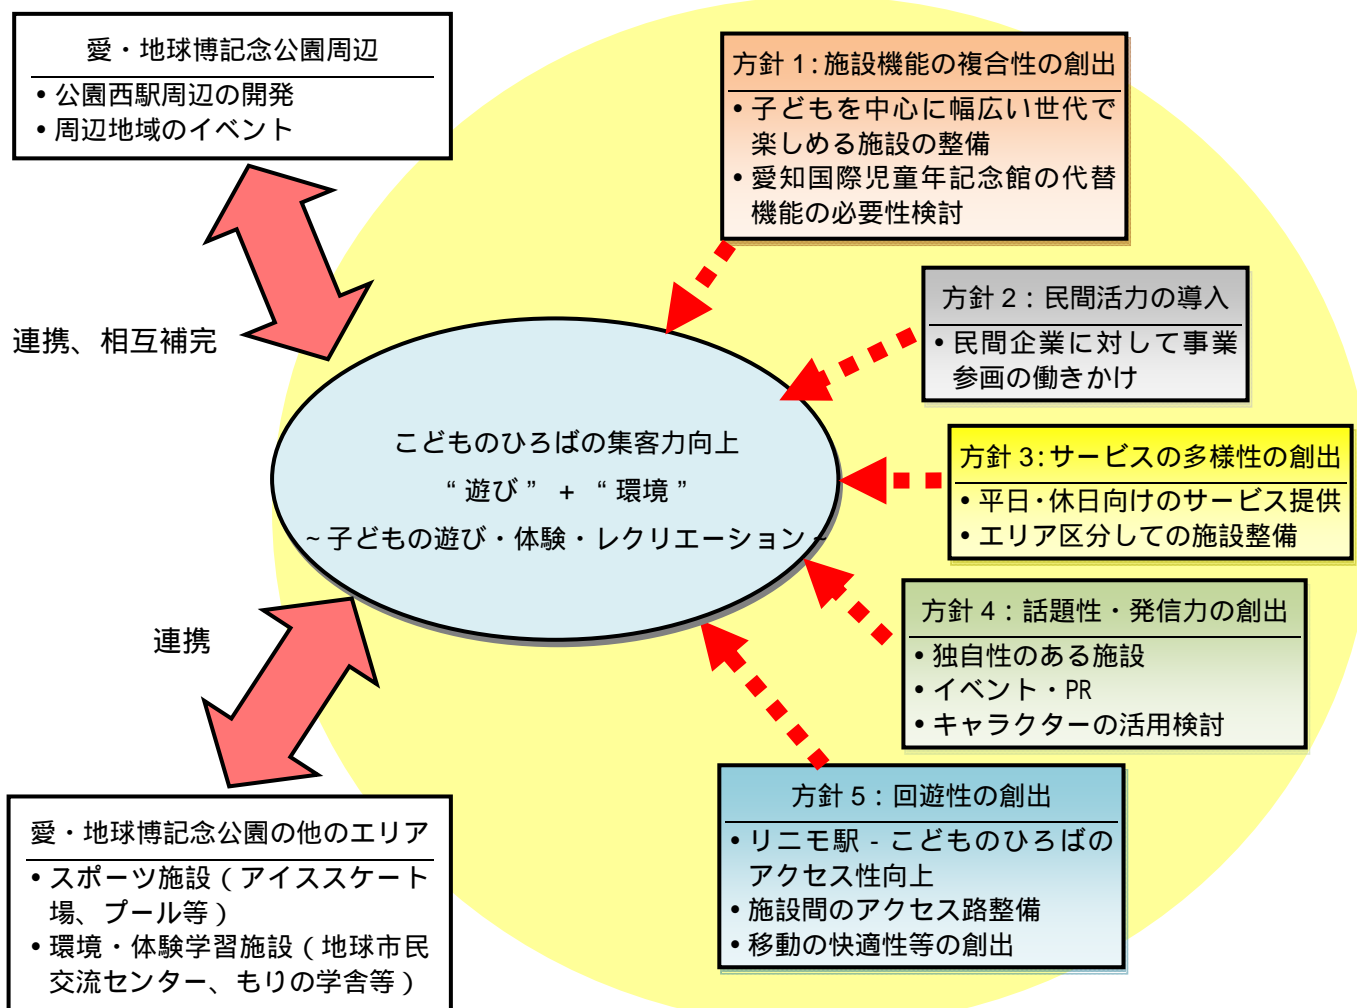 愛・地球博記念公園周辺
•公園西駅周辺の開発
•周辺地域のイベント
連携、相互補完
方針1:施設機能の複合性の創出
•子どもを中心に幅広い世代で
楽しめる施設の整備
•愛知国際児童年記念館の代替
機能の必要性検討
方針2:民間活力の導入
•民間企業に対して事業
参画の働きかけ
こどものひろばの集客力向上
“遊び” + “環境”
~子どもの遊び・体験・レクリエーション~
方針3:サービスの多様性の創出
•平日・休日向けのサービス提供
•エリア区分しての施設整備
方針4:話題性・発信力の創出
•独自性のある施設
•イベント・PR
•キャラクターの活用検討
連携
方針5:回遊性の創出
•リニモ駅-こどものひろばの
アクセス性向上
•施設間のアクセス路整備
•移動の快適性等の創出
愛・地球博記念公園の他のエリア
•スポーツ施設(アイススケート
場、プール等)
•環境・体験学習施設(地球市民
交流センター、もりの学舎等)